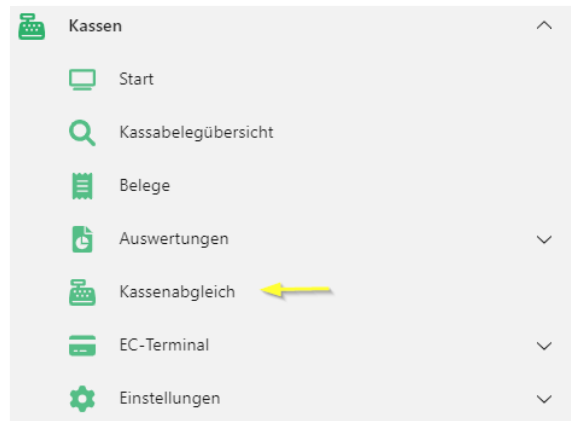 Kassen
Start
Kassabelegübersicht
Belege
Auswertungen
Kassenabgleich
EC-Terminal
Einstellungen